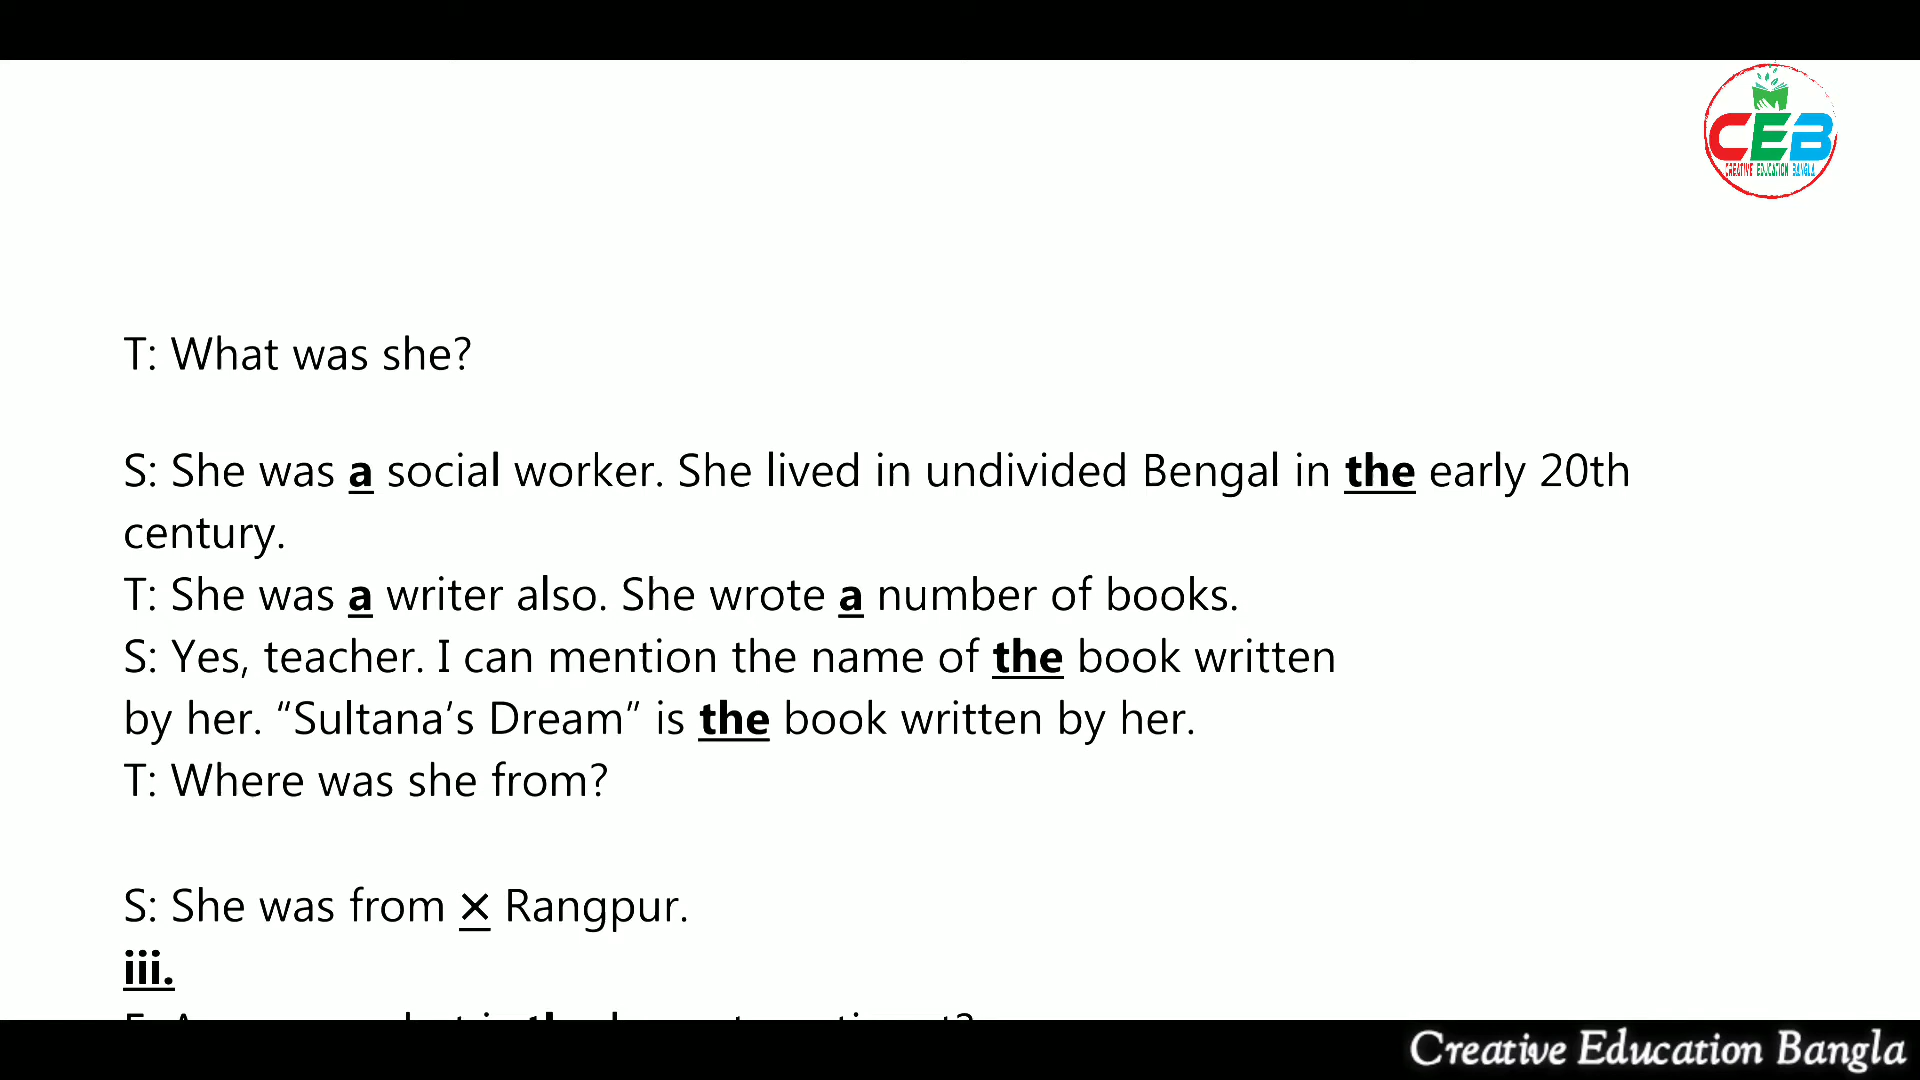 CEB
CREATIVE EDUCATION BANGLA
T: What was she?
S: She was a social worker. She lived in undivided Bengal in the early 20th
century.
T: She was a writer also. She wrote a number of books.
S: Yes, teacher. I can mention the name of the book written
by her. “Sultana’s Dream” is the book written by her.
T: Where was she from?
S: She was from × Rangpur.
iii.
Creative Education Bangla